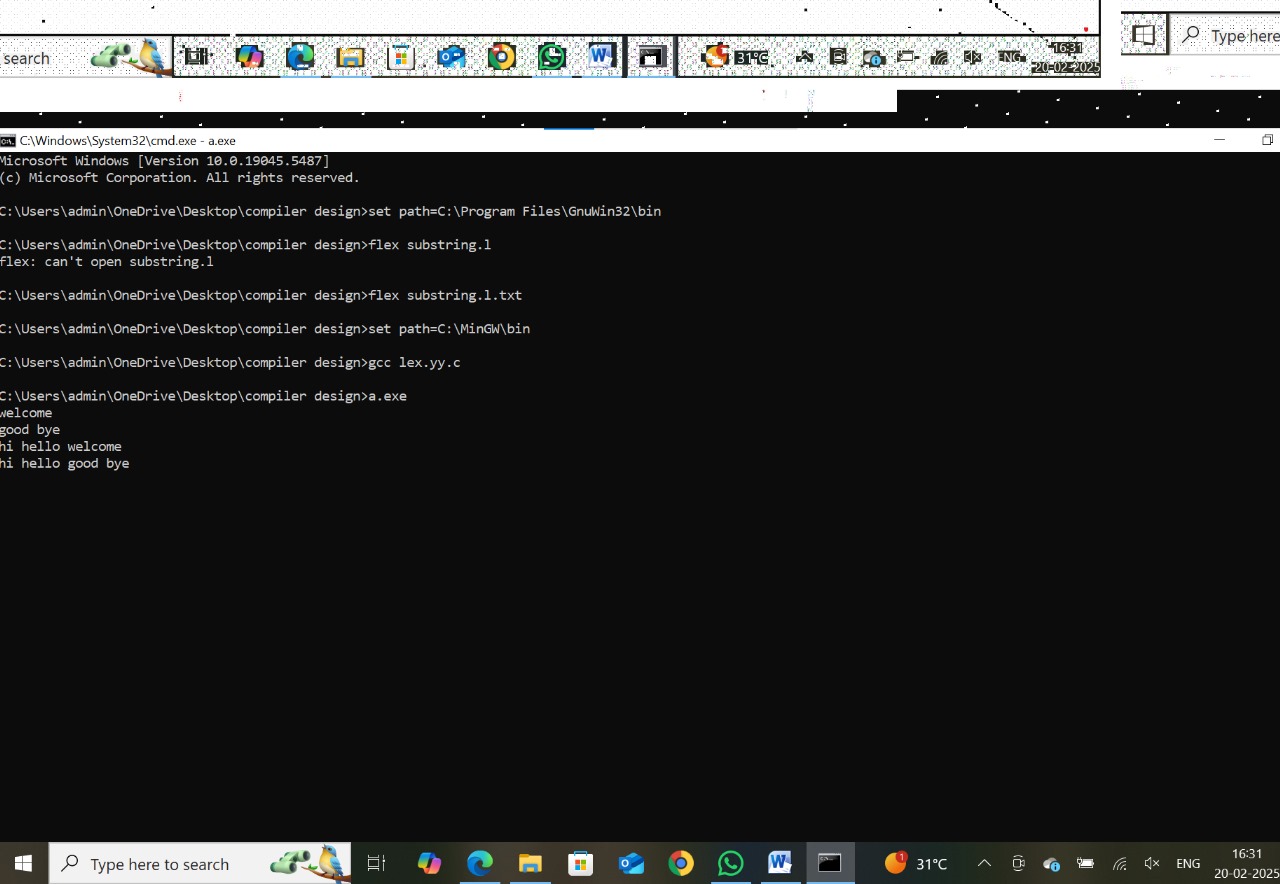 search
31°C
16:31
20-02-2025
Type here
C:\Windows\System32\cmd.exe - a.exe
Microsoft Windows [Version 10.0.19045.5487]
(c) Microsoft Corporation. All rights reserved.
C:\Users\admin\OneDrive\Desktop\compiler design>set path=C:\Program Files\GnuWin32\bin
C:\Users\admin\OneDrive\Desktop\compiler design>flex substring.l
flex: can't open substring.l
C:\Users\admin\OneDrive\Desktop\compiler design>flex substring.l.txt
C:\Users\admin\OneDrive\Desktop\compiler design>set path=C:\MinGW\bin
C:\Users\admin\OneDrive\Desktop\compiler design>gcc lex.yy.c
C:\Users\admin\OneDrive\Desktop\compiler design>a.exe
welcome
good bye
hi hello welcome
hi hello good bye
Type here to search
1
31°C
ENG
16:31
20-02-2025